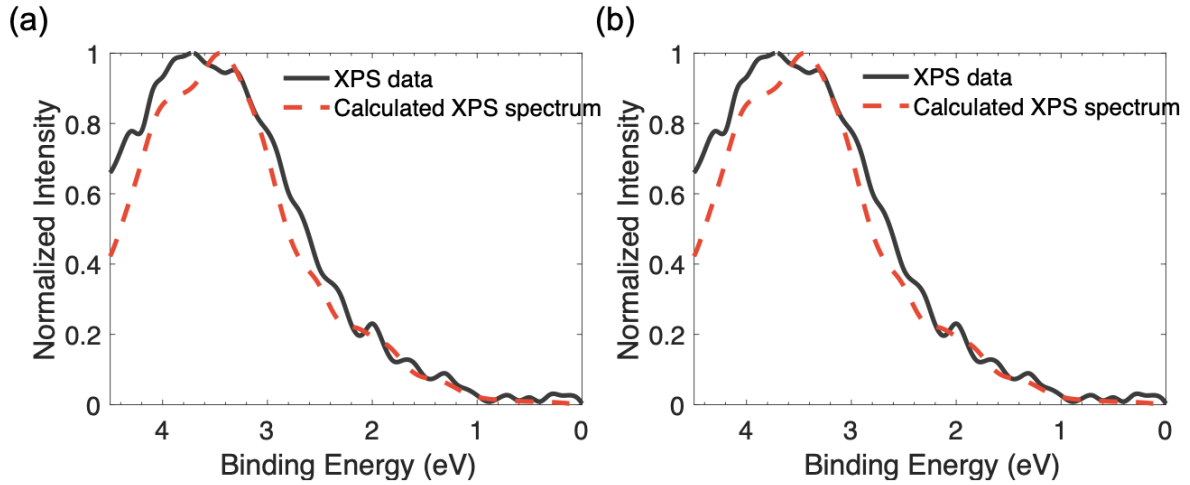 (a)
(b)
XPS data
Calculated XPS spectrum
Normalized Intensity
1
0.8
0.6
0.4
0.2
0
4
3
2
1
0
Binding Energy (eV)
XPS data
Calculated XPS spectrum
Normalized Intensity
1
0.8
0.6
0.4
0.2
0
4
3
2
1
0
Binding Energy (eV)